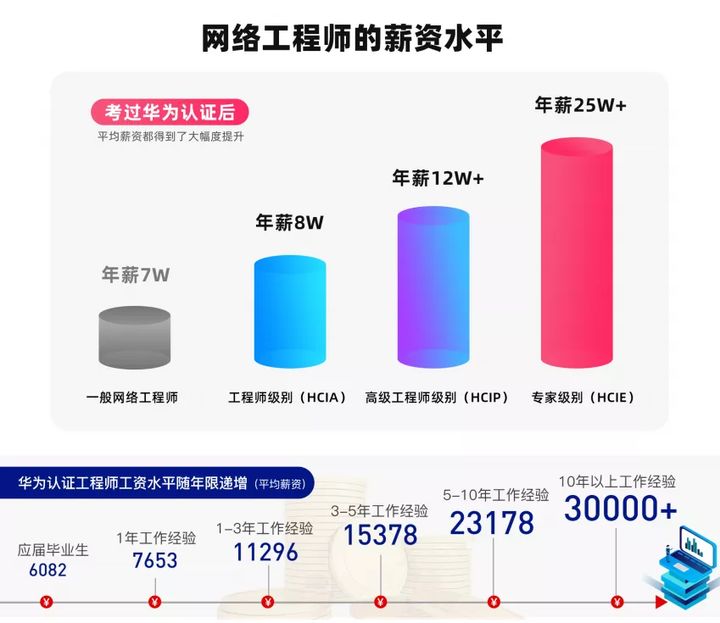 网络工程师的薪资水平
考过华为认证后
平均薪资都得到了大幅度提升
年薪7W
年薪8W
年薪12W+
年薪25W+
一般网络工程师
工程师级别（HCIA）
高级工程师级别（HCIP）
专家级别（HCIE）
华为认证工程师工资水平随年限递增（平均薪资）
应届毕业生
6082
1年工作经验
7653
1-3年工作经验
11296
3-5年工作经验
15378
5-10年工作经验
23178
10年以上工作经验
30000+
¥
¥
¥
¥
¥
¥